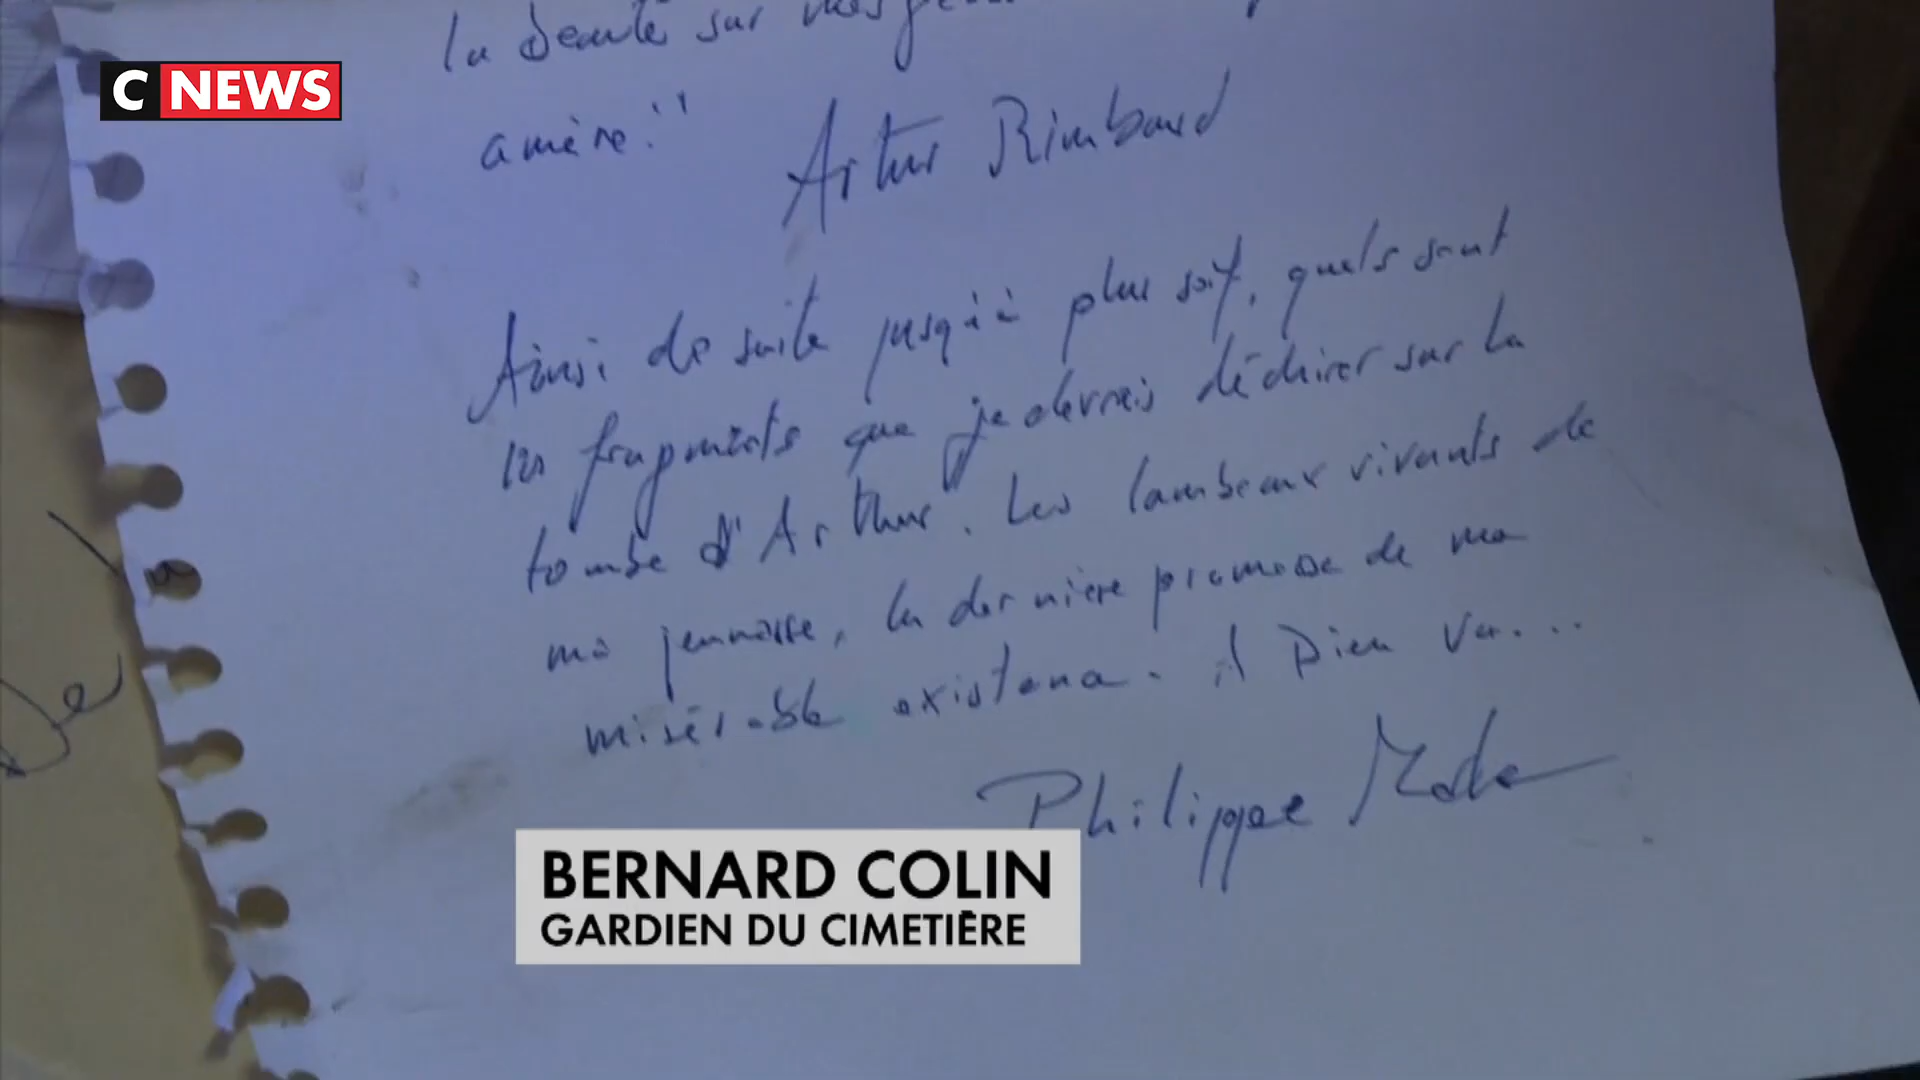 la beauté sur mes
C NEWS
amère."
Artur Rimbaud
Ainsi de suite jusqu'à plus soif, quels sont
les fragments que je devrais déchirer sur la
tombe d'Arthur. Les lambeaux vivants de
ma jeunesse, la dernière promesse de ma
misérable existence. A Dieu va...
Philippe
BERNARD COLIN
GARDIEN DU CIMETIÈRE